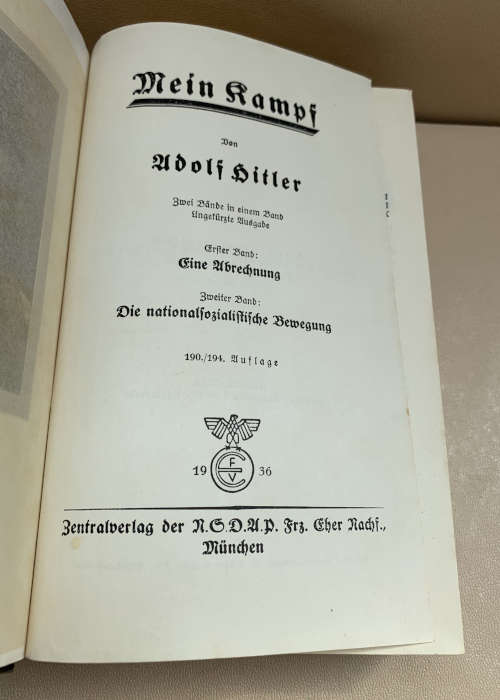 Mein Kampf
Von
Adolf Hitler
Zwei Bände in einem Band
Ungekürzte Ausgabe
Erster Band:
Eine Abrechnung
Zweiter Band:
Die nationalsozialistische Bewegung
190./194. Auflage
F
E
V
19 36
Zentralverlag der N.S.D.A.P. Frz. Eher Nachf.,
München